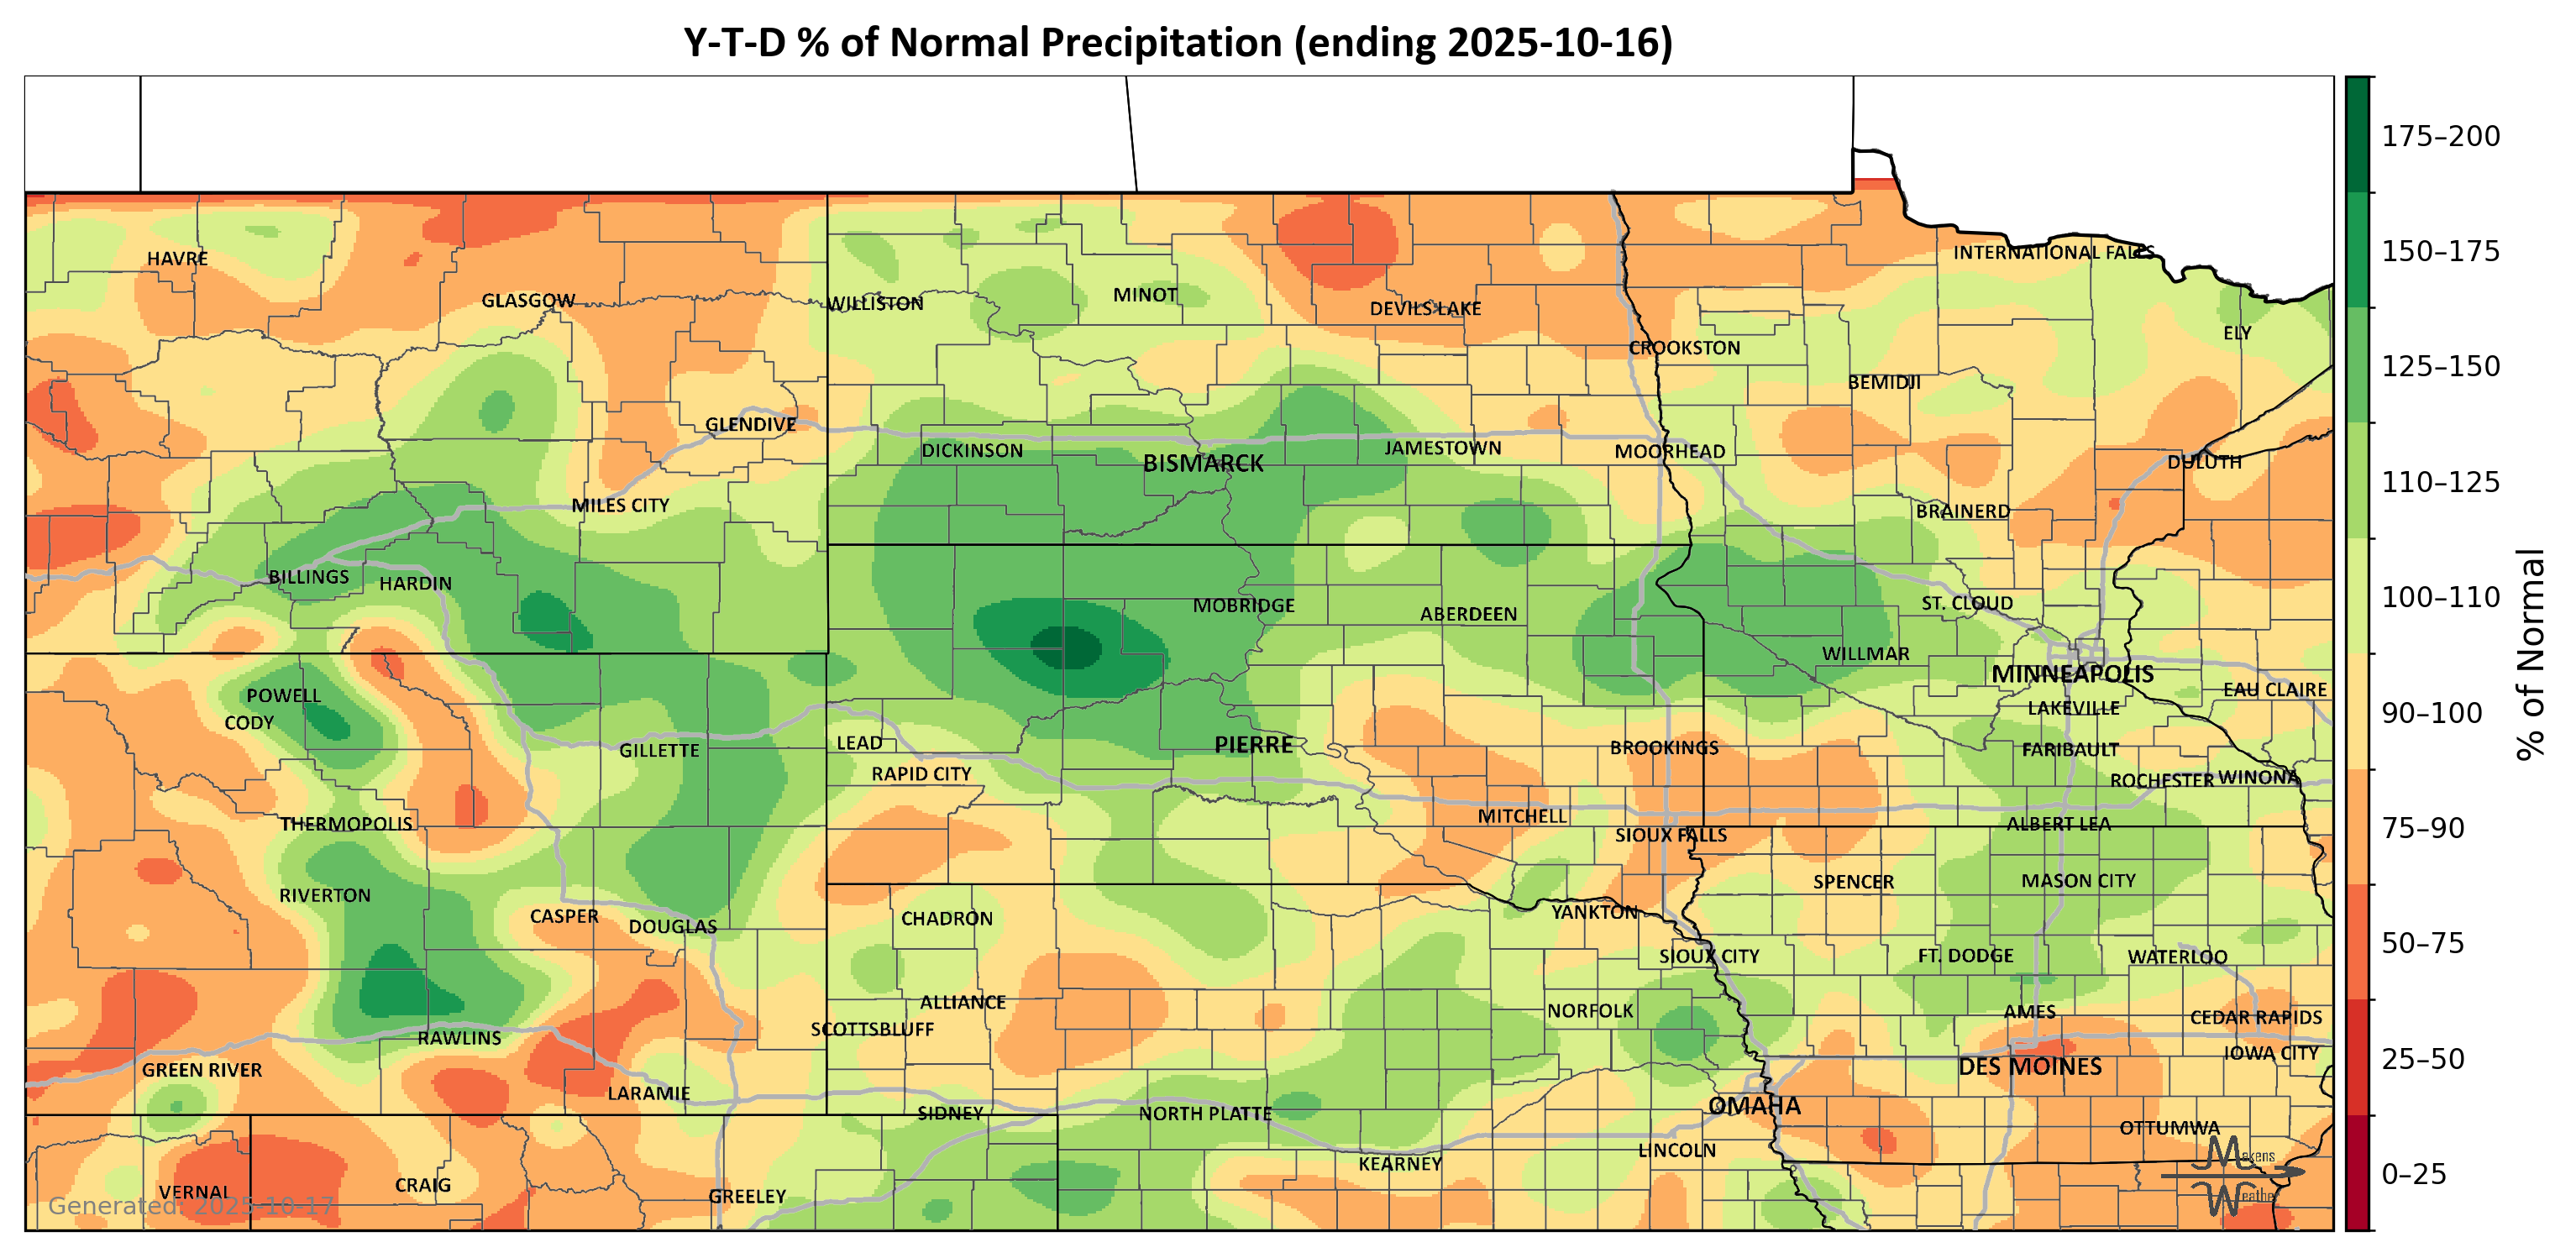 Y-T-D % of Normal Precipitation (ending 2025-10-16)
175–200
150–175
125–150
110–125
100–110
90–100
75–90
50–75
25–50
0–25
% of Normal
HAVRE
INTERNATIONAL FALLS
GLASGOW
WILLISTON
MINOT
DEVILS LAKE
ELY
CROOKSTON
BEMIDJI
GLENDIVE
DICKINSON
BISMARCK
JAMESTOWN
MOORHEAD
DULUTH
MILES CITY
BRAINERD
BILLINGS
HARDIN
MOBRIDGE
ABERDEEN
ST. CLOUD
WILLMAR
MINNEAPOLIS
POWELL
EAU CLAIRE
CODY
LAKEVILLE
GILLETTE
LEAD
PIERRE
BROOKINGS
FARIBAULT
RAPID CITY
ROCHESTER
WINONA
THERMOPOLIS
MITCHELL
SIOUX FALLS
ALBERT LEA
RIVERTON
SPENCER
MASON CITY
CASPER
DOUGLAS
CHADRON
YANKTON
SIOUX CITY
FT. DODGE
WATERLOO
ALLIANCE
NORFOLK
AMES
SCOTTSBLUFF
CEDAR RAPIDS
RAWLINS
IOWA CITY
GREEN RIVER
DES MOINES
LARAMIE
OMAHA
SIDNEY
NORTH PLATTE
OTTUMWA
LINCOLN
KEARNEY
VERNAL
CRAIG
GREELEY
Generated: 2025-10-17
Makens
Weather